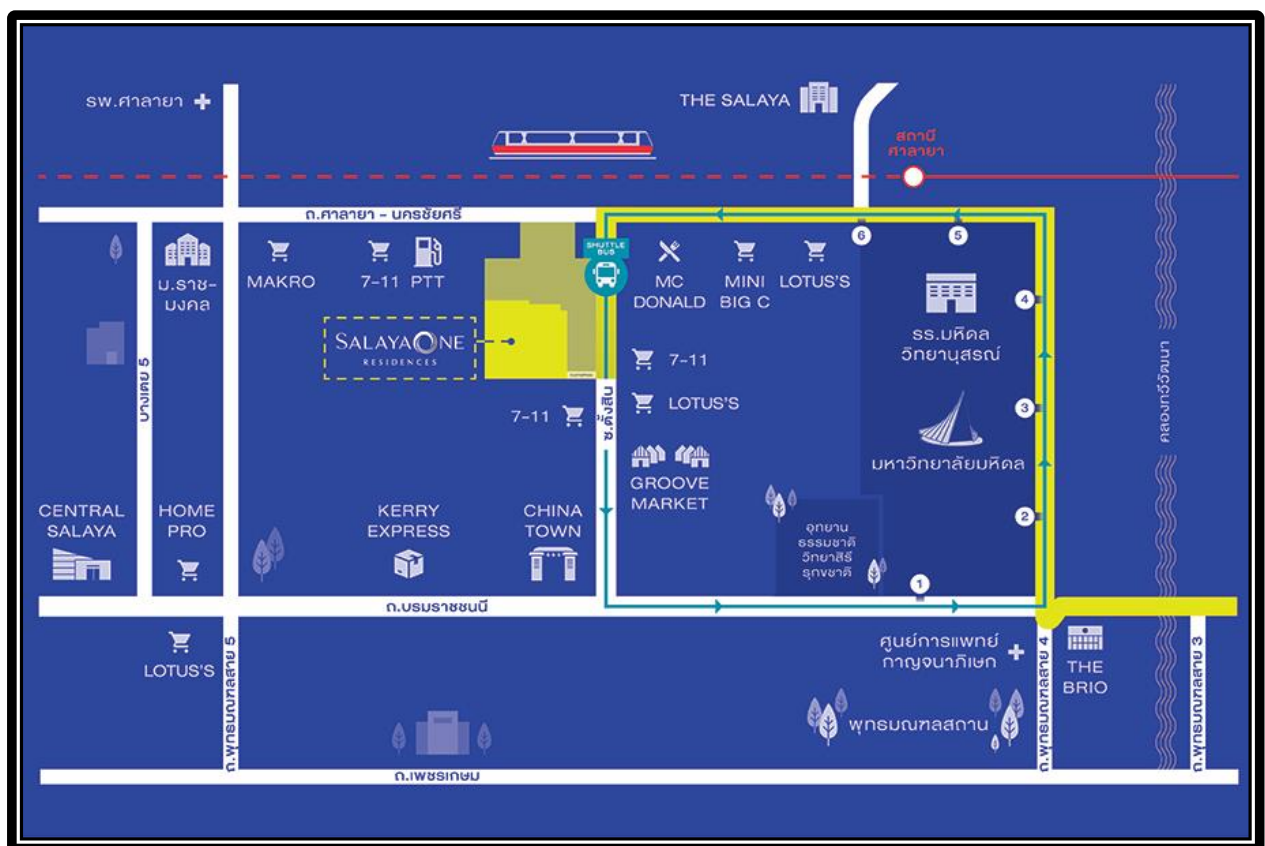 รพ.ศาลายา
THE SALAYA
สถานี
ศาลายา
ถ.ศาลายา - นครชัยศรี
6
5
SHUTTLE
BUS
ม.ราช-
มงคล
MAKRO
7-11 PTT
MC
DONALD
MINI
BIG C
LOTUS'S
4
รร.มหิดล
วิทยานุสรณ์
SALAYA ONE
RESIDENCES
7-11
LOTUS'S
บางเตย 5
7-11
ซ.ตั้งสิน
3
มหาวิทยาลัยมหิดล
คลองทวีวัฒนา
GROOVE
MARKET
CENTRAL
SALAYA
HOME
PRO
KERRY
EXPRESS
CHINA
TOWN
2
อุทยาน
ธรรมชาติ
วิทยาสิรี
รุกขชาติ
1
ถ.บรมราชชนนี
LOTUS'S
ถ.พุทธมณฑลสาย 5
ศูนย์การแพทย์
กาญจนาภิเษก
ถ.พุทธมณฑลสาย 4
THE
BRIO
ถ.พุทธมณฑลสาย 3
พุทธมณฑลสถาน
ถ.เพชรเกษม